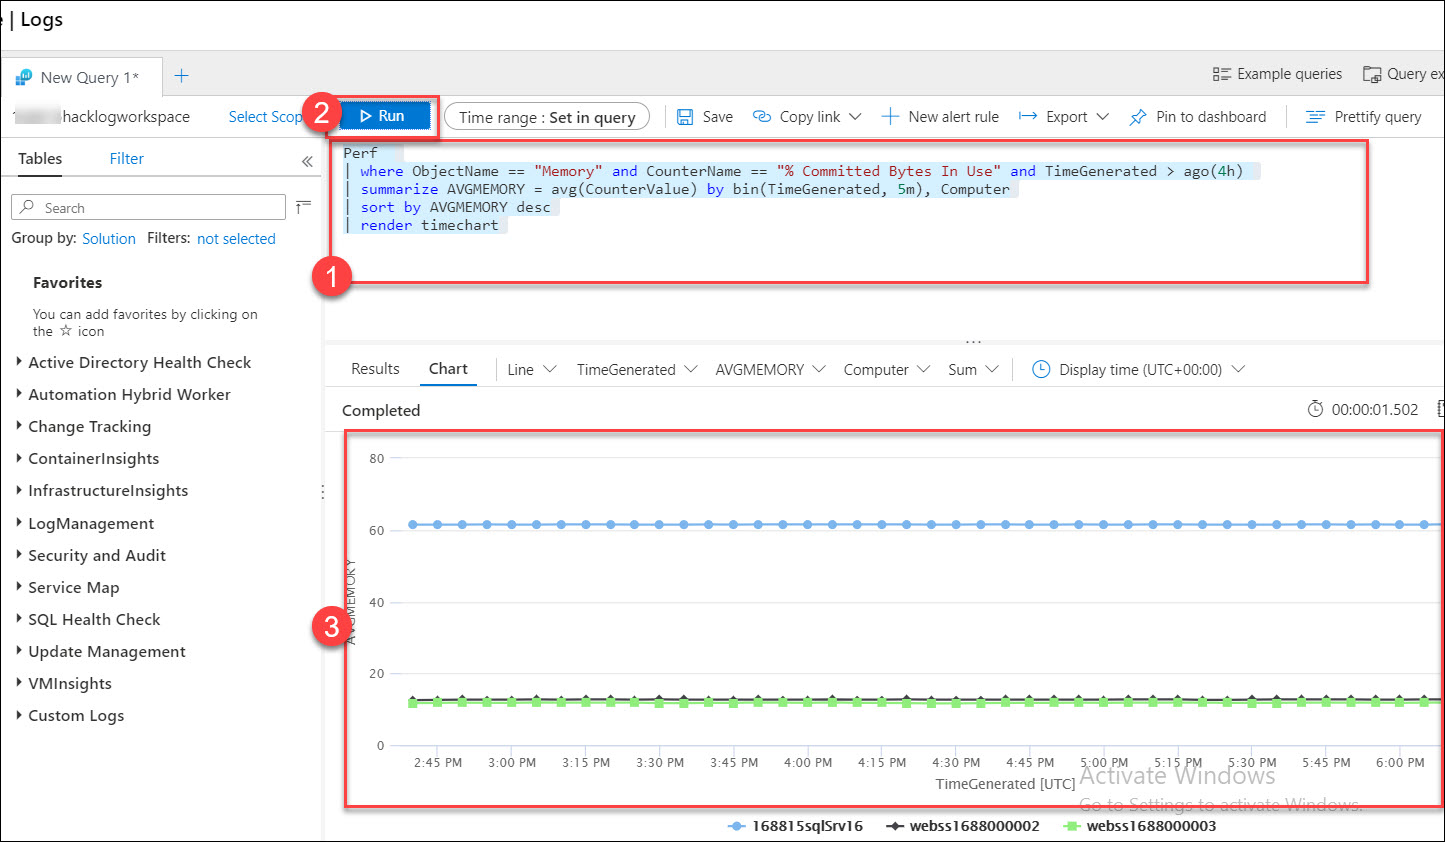 | Logs
New Query 1*
Example queries
Query ex
hacklogworkspace
Select Scop
2
Run
Time range : Set in query
Save
Copy link
New alert rule
Export
Pin to dashboard
Prettify query
Tables
Filter
Search
Group by: Solution Filters: not selected
Favorites
You can add favorites by clicking on
the ☆ icon
Active Directory Health Check
Automation Hybrid Worker
Change Tracking
ContainerInsights
InfrastructureInsights
LogManagement
Security and Audit
Service Map
SQL Health Check
Update Management
VMInsights
Custom Logs
Perf
| where ObjectName == "Memory" and CounterName == "% Committed Bytes In Use" and TimeGenerated > ago(4h)
| summarize AVGMEMORY = avg(CounterValue) by bin(TimeGenerated, 5m), Computer
| sort by AVGMEMORY desc
| render timechart
1
Results
Chart
Line
TimeGenerated
AVGMEMORY
Computer
Sum
Display time (UTC+00:00)
Completed
00:00:01.502
80
60
40
20
0
AVGMEMORY
3
2:45 PM 3:00 PM 3:15 PM 3:30 PM 3:45 PM 4:00 PM 4:15 PM 4:30 PM 4:45 PM 5:00 PM 5:15 PM 5:30 PM 5:45 PM 6:00 PM
TimeGenerated [UTC]
Activate Windows
Go to Settings to activate Windows.
168815sqlSrv16 webss1688000002 webss1688000003